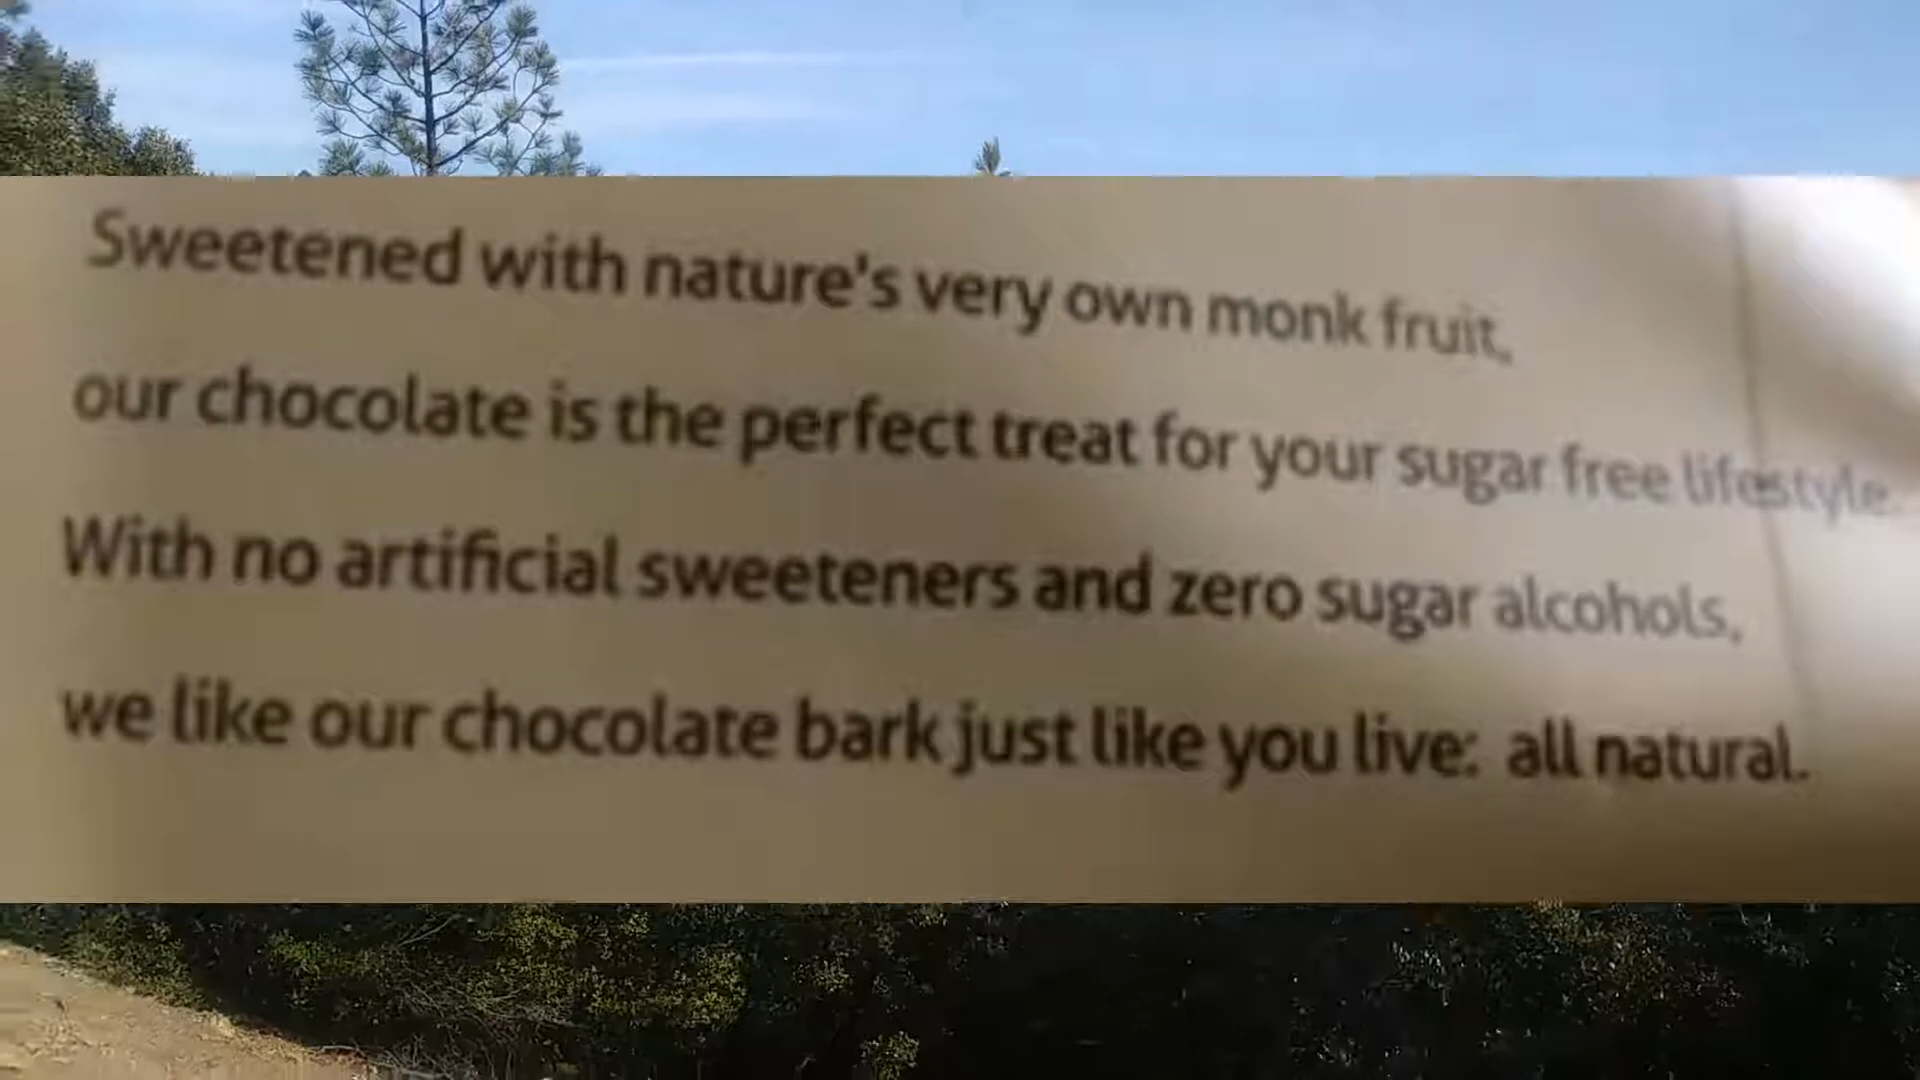 Sweetened with nature's very own monk fruit,
our chocolate is the perfect treat for your sugar free lifestyle.
With no artificial sweeteners and zero sugar alcohols,
we like our chocolate bark just like you live: all natural.